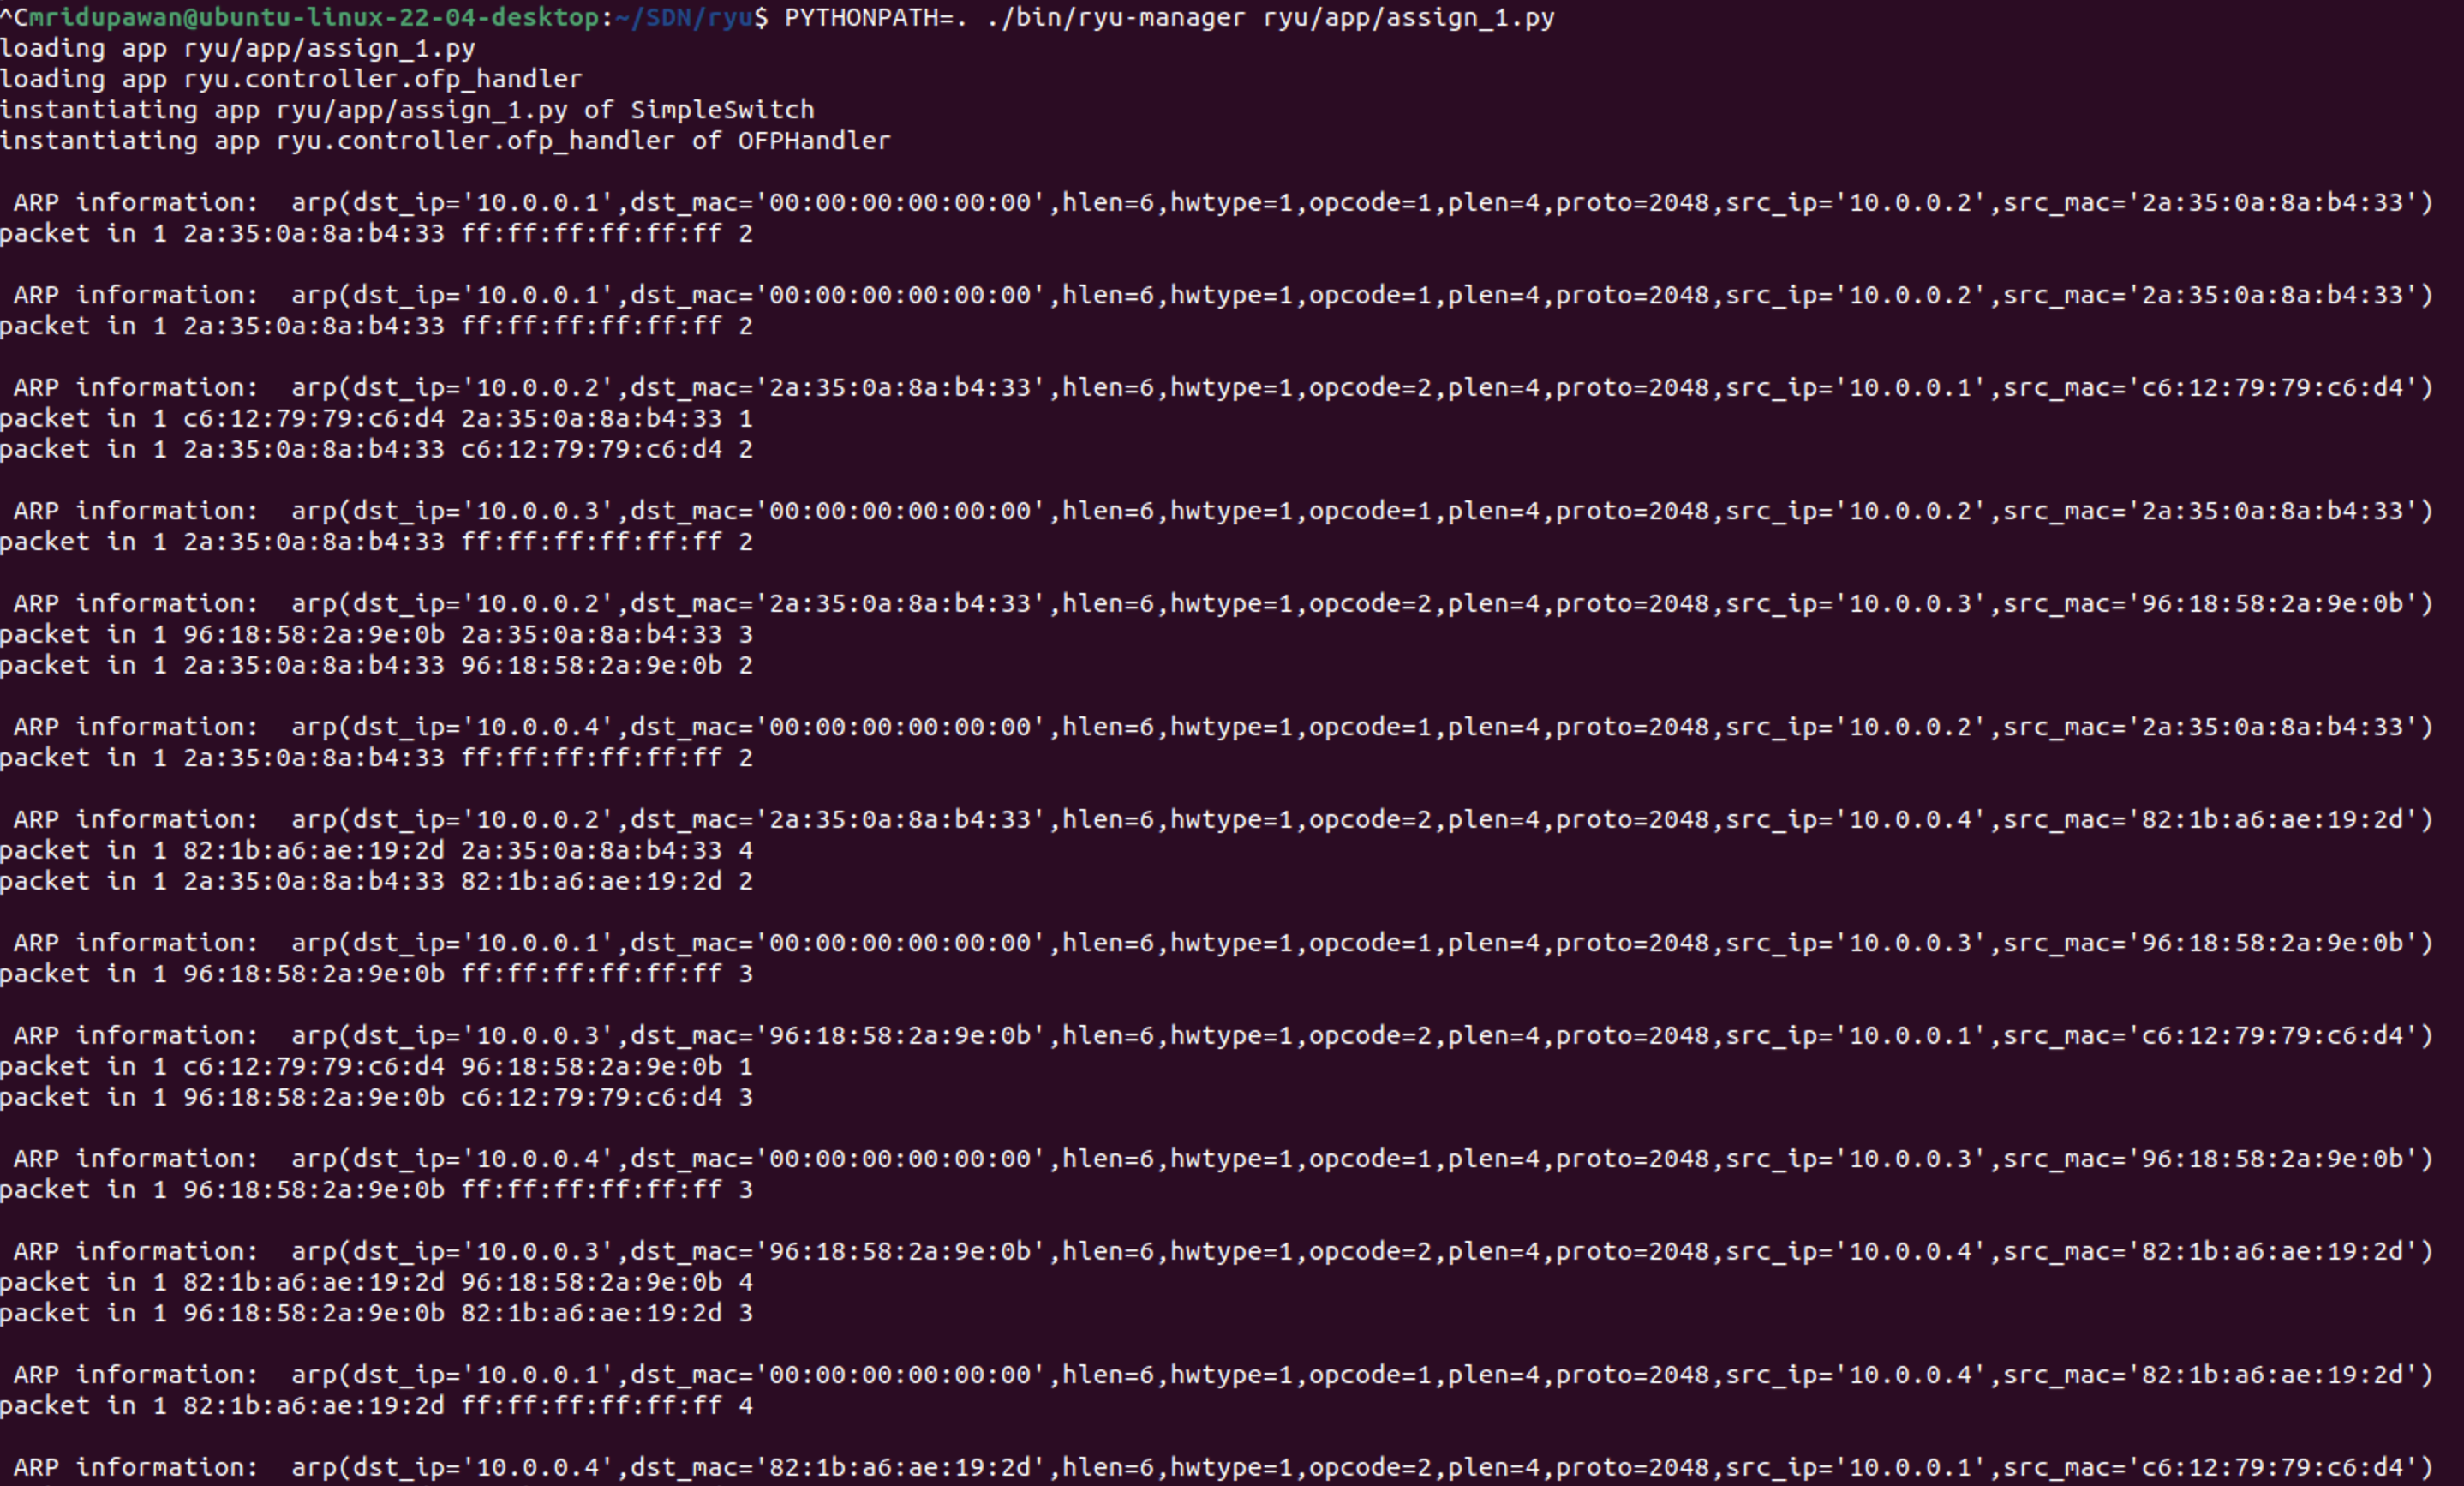 ^Cmridupawan@ubuntu-linux-22-04-desktop:~/SDN/ryu$ PYTHONPATH=. ./bin/ryu-manager ryu/app/assign_1.py
loading app ryu/app/assign_1.py
loading app ryu.controller.ofp_handler
instantiating app ryu/app/assign_1.py of SimpleSwitch
instantiating app ryu.controller.ofp_handler of OFPHandler
ARP information:  arp(dst_ip='10.0.0.1',dst_mac='00:00:00:00:00:00',hlen=6,hwtype=1,opcode=1,plen=4,proto=2048,src_ip='10.0.0.2',src_mac='2a:35:0a:8a:b4:33')
packet in 1 2a:35:0a:8a:b4:33 ff:ff:ff:ff:ff:ff 2
ARP information:  arp(dst_ip='10.0.0.1',dst_mac='00:00:00:00:00:00',hlen=6,hwtype=1,opcode=1,plen=4,proto=2048,src_ip='10.0.0.2',src_mac='2a:35:0a:8a:b4:33')
packet in 1 2a:35:0a:8a:b4:33 ff:ff:ff:ff:ff:ff 2
ARP information:  arp(dst_ip='10.0.0.2',dst_mac='2a:35:0a:8a:b4:33',hlen=6,hwtype=1,opcode=2,plen=4,proto=2048,src_ip='10.0.0.1',src_mac='c6:12:79:79:c6:d4')
packet in 1 c6:12:79:79:c6:d4 2a:35:0a:8a:b4:33 1
packet in 1 2a:35:0a:8a:b4:33 c6:12:79:79:c6:d4 2
ARP information:  arp(dst_ip='10.0.0.3',dst_mac='00:00:00:00:00:00',hlen=6,hwtype=1,opcode=1,plen=4,proto=2048,src_ip='10.0.0.2',src_mac='2a:35:0a:8a:b4:33')
packet in 1 2a:35:0a:8a:b4:33 ff:ff:ff:ff:ff:ff 2
ARP information:  arp(dst_ip='10.0.0.2',dst_mac='2a:35:0a:8a:b4:33',hlen=6,hwtype=1,opcode=2,plen=4,proto=2048,src_ip='10.0.0.3',src_mac='96:18:58:2a:9e:0b')
packet in 1 96:18:58:2a:9e:0b 2a:35:0a:8a:b4:33 3
packet in 1 2a:35:0a:8a:b4:33 96:18:58:2a:9e:0b 2
ARP information:  arp(dst_ip='10.0.0.4',dst_mac='00:00:00:00:00:00',hlen=6,hwtype=1,opcode=1,plen=4,proto=2048,src_ip='10.0.0.2',src_mac='2a:35:0a:8a:b4:33')
packet in 1 2a:35:0a:8a:b4:33 ff:ff:ff:ff:ff:ff 2
ARP information:  arp(dst_ip='10.0.0.2',dst_mac='2a:35:0a:8a:b4:33',hlen=6,hwtype=1,opcode=2,plen=4,proto=2048,src_ip='10.0.0.4',src_mac='82:1b:a6:ae:19:2d')
packet in 1 82:1b:a6:ae:19:2d 2a:35:0a:8a:b4:33 4
packet in 1 2a:35:0a:8a:b4:33 82:1b:a6:ae:19:2d 2
ARP information:  arp(dst_ip='10.0.0.1',dst_mac='00:00:00:00:00:00',hlen=6,hwtype=1,opcode=1,plen=4,proto=2048,src_ip='10.0.0.3',src_mac='96:18:58:2a:9e:0b')
packet in 1 96:18:58:2a:9e:0b ff:ff:ff:ff:ff:ff 3
ARP information:  arp(dst_ip='10.0.0.3',dst_mac='96:18:58:2a:9e:0b',hlen=6,hwtype=1,opcode=2,plen=4,proto=2048,src_ip='10.0.0.1',src_mac='c6:12:79:79:c6:d4')
packet in 1 c6:12:79:79:c6:d4 96:18:58:2a:9e:0b 1
packet in 1 96:18:58:2a:9e:0b c6:12:79:79:c6:d4 3
ARP information:  arp(dst_ip='10.0.0.4',dst_mac='00:00:00:00:00:00',hlen=6,hwtype=1,opcode=1,plen=4,proto=2048,src_ip='10.0.0.3',src_mac='96:18:58:2a:9e:0b')
packet in 1 96:18:58:2a:9e:0b ff:ff:ff:ff:ff:ff 3
ARP information:  arp(dst_ip='10.0.0.3',dst_mac='96:18:58:2a:9e:0b',hlen=6,hwtype=1,opcode=2,plen=4,proto=2048,src_ip='10.0.0.4',src_mac='82:1b:a6:ae:19:2d')
packet in 1 82:1b:a6:ae:19:2d 96:18:58:2a:9e:0b 4
packet in 1 96:18:58:2a:9e:0b 82:1b:a6:ae:19:2d 3
ARP information:  arp(dst_ip='10.0.0.1',dst_mac='00:00:00:00:00:00',hlen=6,hwtype=1,opcode=1,plen=4,proto=2048,src_ip='10.0.0.4',src_mac='82:1b:a6:ae:19:2d')
packet in 1 82:1b:a6:ae:19:2d ff:ff:ff:ff:ff:ff 4
ARP information:  arp(dst_ip='10.0.0.4',dst_mac='82:1b:a6:ae:19:2d',hlen=6,hwtype=1,opcode=2,plen=4,proto=2048,src_ip='10.0.0.1',src_mac='c6:12:79:79:c6:d4')